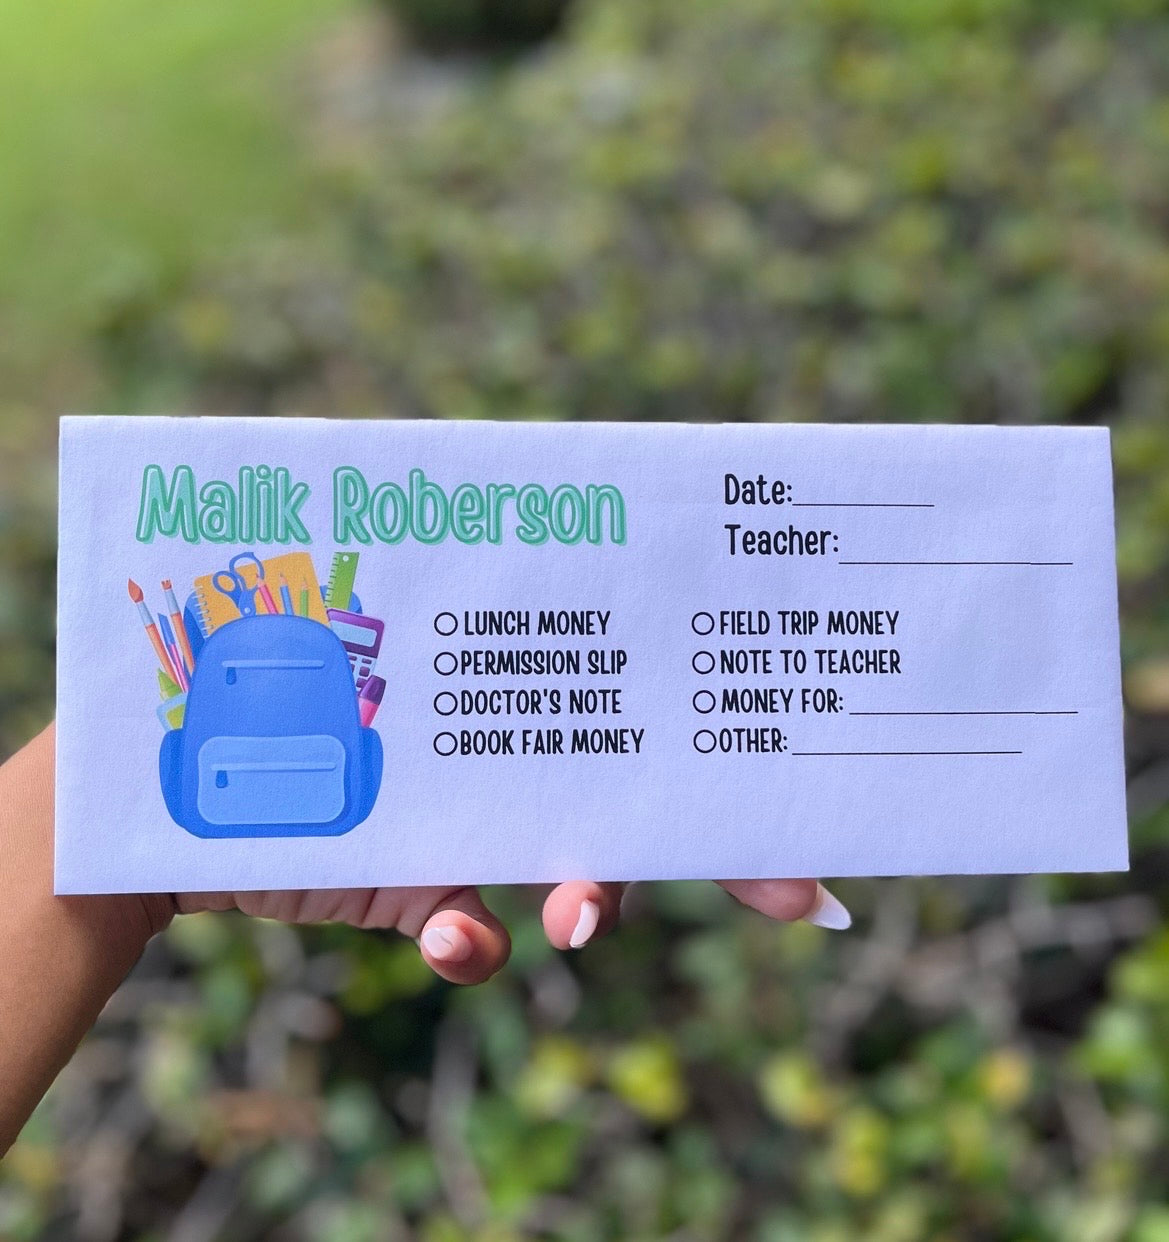 Malik Roberson
Date:
Teacher:
LUNCH MONEY
PERMISSION SLIP
DOCTOR'S NOTE
BOOK FAIR MONEY
FIELD TRIP MONEY
NOTE TO TEACHER
MONEY FOR:
OTHER: